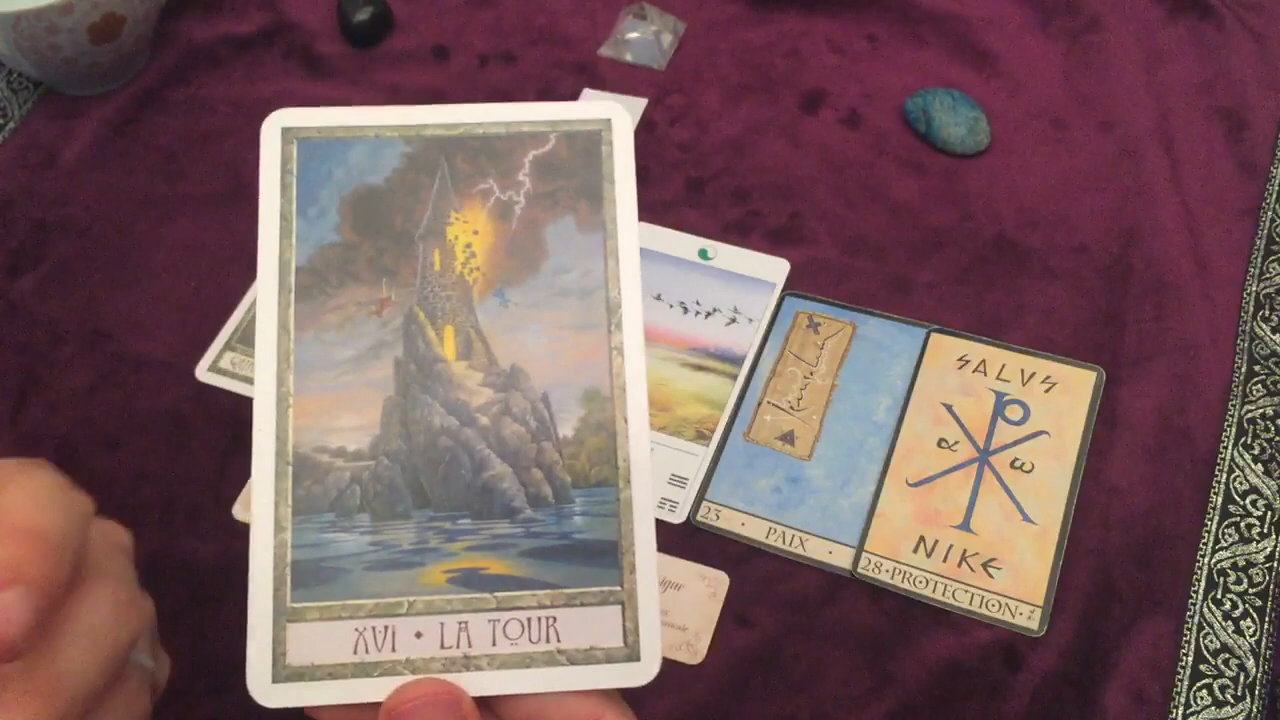 XVI • LA TOUR
23 • PAIX •
SALVS
NIKE
28•PROTECTION•